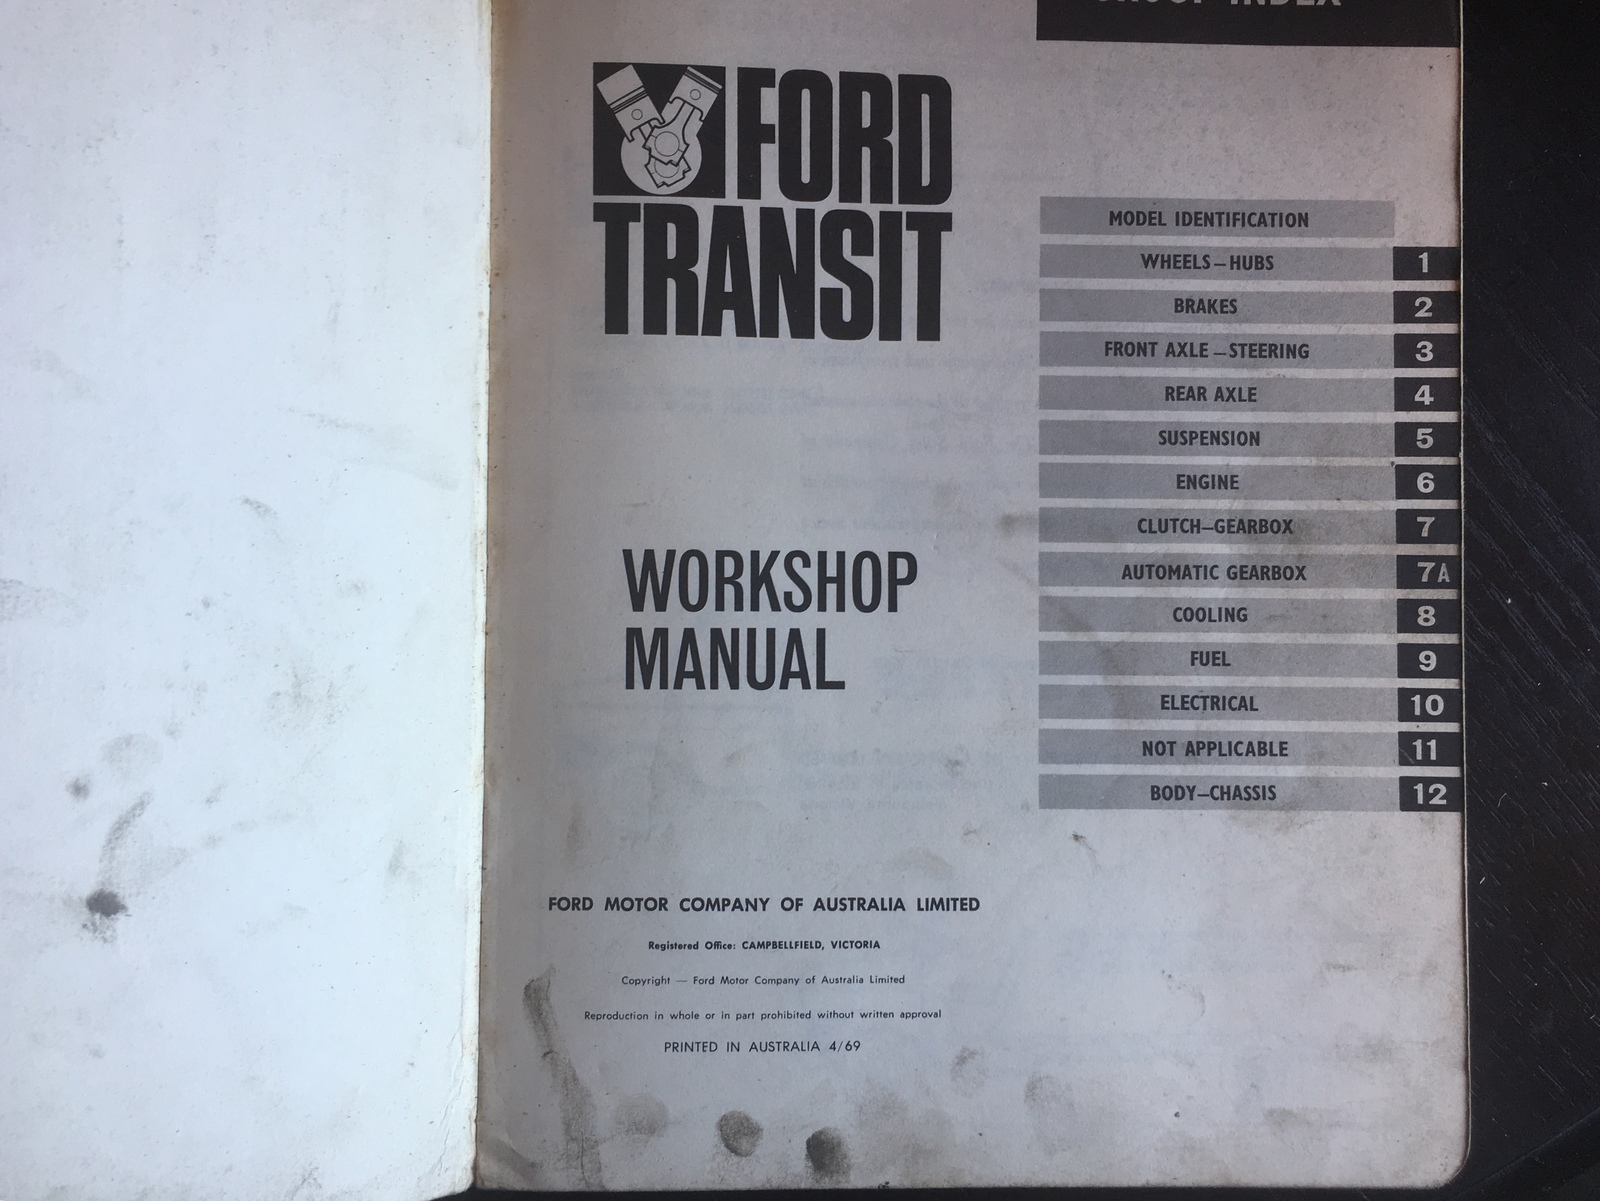 INDEX
FORD
TRANSIT
WORKSHOP
MANUAL
MODEL IDENTIFICATION
WHEELS–HUBS 1
BRAKES 2
FRONT AXLE–STEERING 3
REAR AXLE 4
SUSPENSION 5
ENGINE 6
CLUTCH–GEARBOX 7
AUTOMATIC GEARBOX 7A
COOLING 8
FUEL 9
ELECTRICAL 10
NOT APPLICABLE 11
BODY–CHASSIS 12
FORD MOTOR COMPANY OF AUSTRALIA LIMITED
Registered Office: CAMPBELLFIELD, VICTORIA
Copyright — Ford Motor Company of Australia Limited
Reproduction in whole or in part prohibited without written approval
PRINTED IN AUSTRALIA 4/69